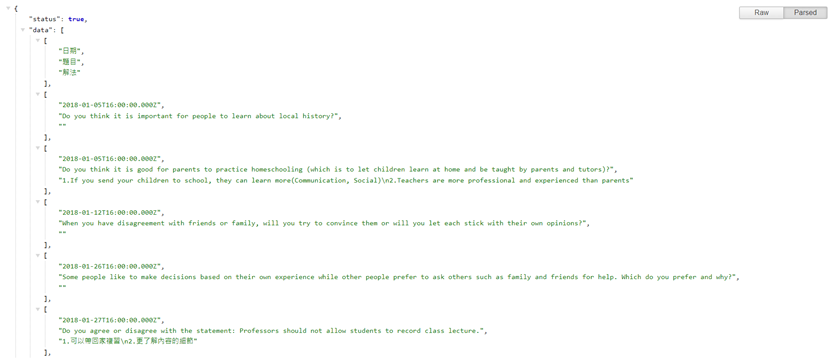 {
Raw Parsed
"status": true,
"data": [
[
"日期",
"題目",
"解法"
],
[
"2018-01-05T16:00:00.000Z",
"Do you think it is important for people to learn about local history?",
""
],
[
"2018-01-05T16:00:00.000Z",
"Do you think it is good for parents to practice homeschooling (which is to let children learn at home and be taught by parents and tutors)?",
"1.If you send your children to school, they can learn more(Communication, Social)\n2.Teachers are more professional and experienced than parents"
],
[
"2018-01-12T16:00:00.000Z",
"When you have disagreement with friends or family, will you try to convince them or will you let each stick with their own opinions?",
""
],
[
"2018-01-26T16:00:00.000Z",
"Some people like to make decisions based on their own experience while other people prefer to ask others such as family and friends for help. Which do you prefer and why?",
""
],
[
"2018-01-27T16:00:00.000Z",
"Do you agree or disagree with the statement: Professors should not allow students to record class lecture.",
"1.可以帶回家複習\n2.更了解內容的細節"
],